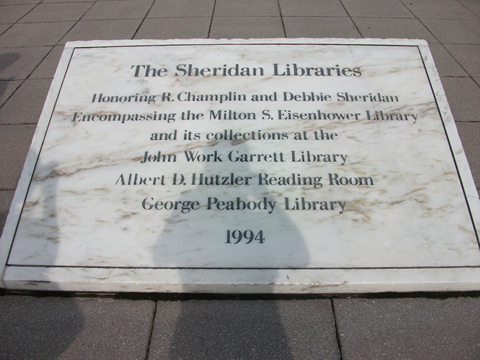 The Sheridan Libraries
Honoring R. Champlin and Debbie Sheridan
Encompassing the Milton S. Eisenhower Library
and its collections at the
John Work Garrett Library
Albert D. Hutzler Reading Room
George Peabody Library
1994